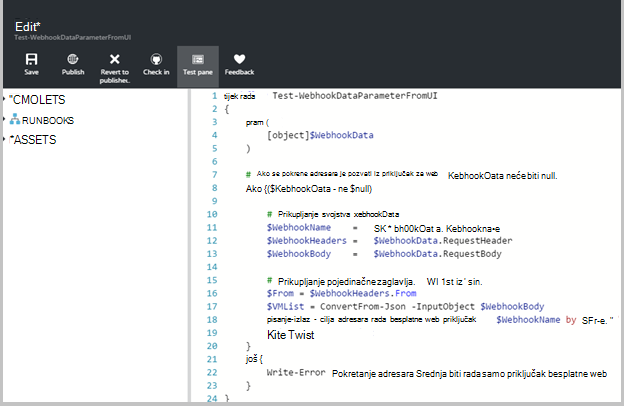 Edit*
Test-WebhookDataParameterFromUI
Save
Publish
Revert to publishec.
Check in
Test pane
Feedback
"CMOLETS
RUNBOOKS
*ASSETS
1 tijek rada Test-WebhookDataParameterFromUI
2 {
3 pram (
4 [object]$WebhookData
5 )
6
7 # Ako se pokrene adresara je pozvati iz priključak za web KebhookOata neće biti null.
8 Ako {($KebhookOata - ne $null)
9
10 # Prikupljanje svojstva xebhookData
11 $WebhookName = SK* bh00kOat a. Kebhookna•e
12 $WebhookHeaders = $WebhookData.RequestHeader
13 $WebhookBody = $WebhookData.RequestBody
14
15 # Prikupljanje pojedinačne zaglavlja. WI 1st iz' sin.
16 $From = $WebhookHeaders.From
17 $VMList = ConvertFrom-Json -InputObject $WebhookBody
18 pisanje-izlaz - cilja adresara rada besplatne web priključak $WebhookName by SFr-e. "
19 Kite Twist
20 }
21 još {
22 Write-Error Pokretanje adresara Srednja biti rada samo priključak besplatne web
23 }
24 }